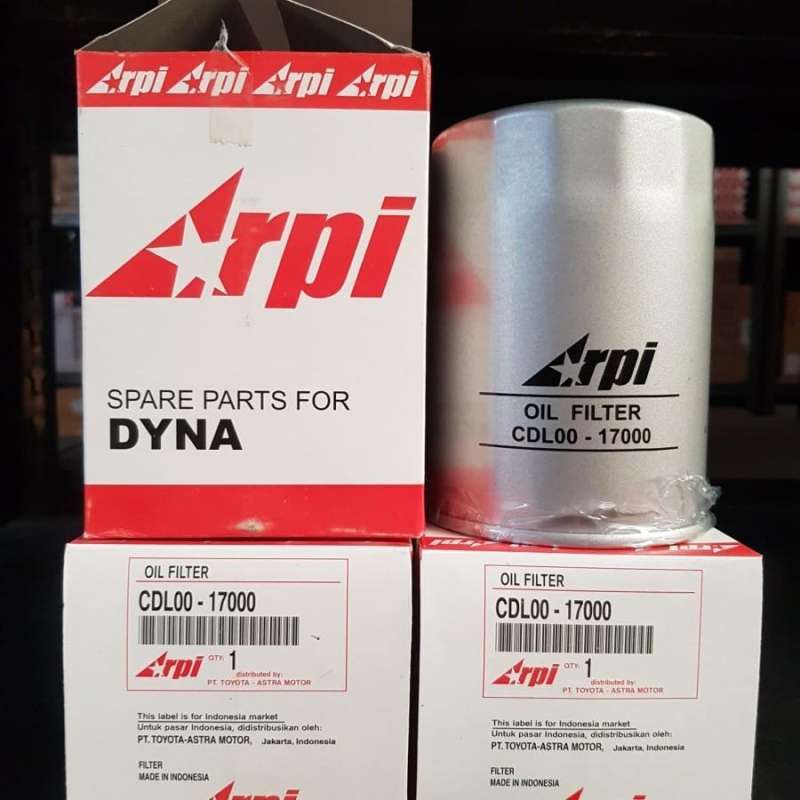 Arpi Arpi Arpi Arpi
Arpi
SPARE PARTS FOR
DYNA
Arpi
OIL FILTER
CDL00 - 17000
OIL FILTER
CDL00 - 17000
Arpi QTY: 1
distributed by:
PT. TOYOTA - ASTRA MOTOR
This label is for Indonesia market
Untuk pasar Indonesia, didistribusikan oleh:
PT. TOYOTA-ASTRA MOTOR, Jakarta, Indonesia
FILTER
MADE IN INDONESIA
Arpi
OIL FILTER
CDL00 - 17000
Arpi QTY: 1
distributed by:
PT. TOYOTA - ASTRA MOTOR
This label is for Indonesia market
Untuk pasar Indonesia, didistribusikan oleh:
PT. TOYOTA-ASTRA MOTOR, Jakarta, Indonesia
FILTER
MADE IN INDONESIA
Arpi